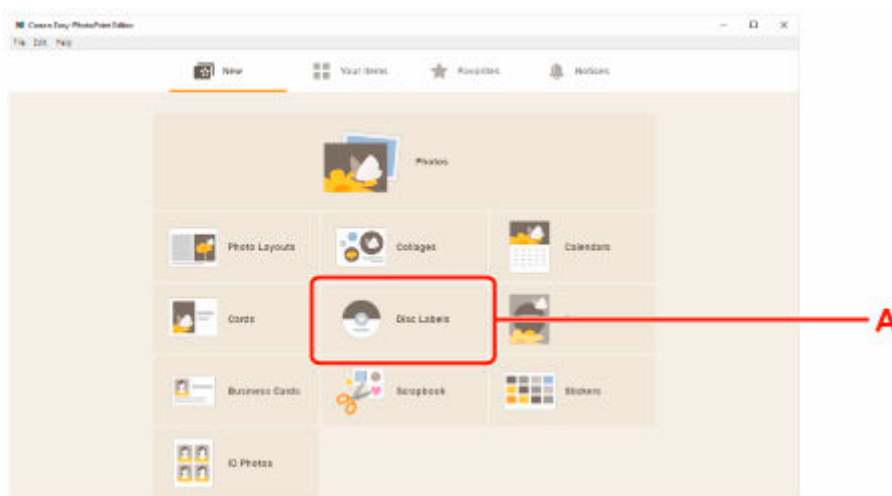 Canon Easy-PhotoPrint Editor
File Edit Help
New Your Items Favorites Notices
Photos
Photo Layouts Collages Calendars
Cards Disc Labels
A
Business Cards Scrapbook Stickers
ID Photos